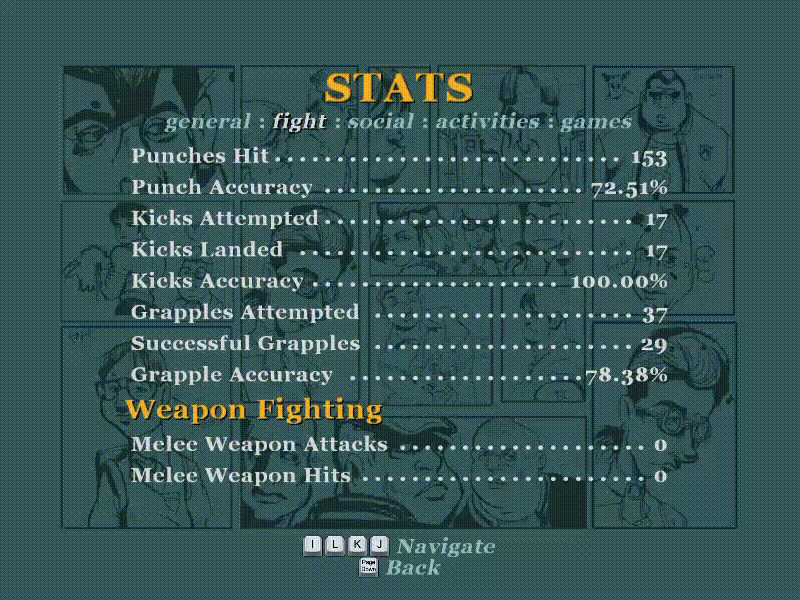 STATS
general : fight : social : activities : games
Punches Hit 153
Punch Accuracy 72.51%
Kicks Attempted 17
Kicks Landed 17
Kicks Accuracy 100.00%
Grapples Attempted 37
Successful Grapples 29
Grapple Accuracy 78.38%
Weapon Fighting
Melee Weapon Attacks 0
Melee Weapon Hits 0
I L K J Navigate
Page Down Back